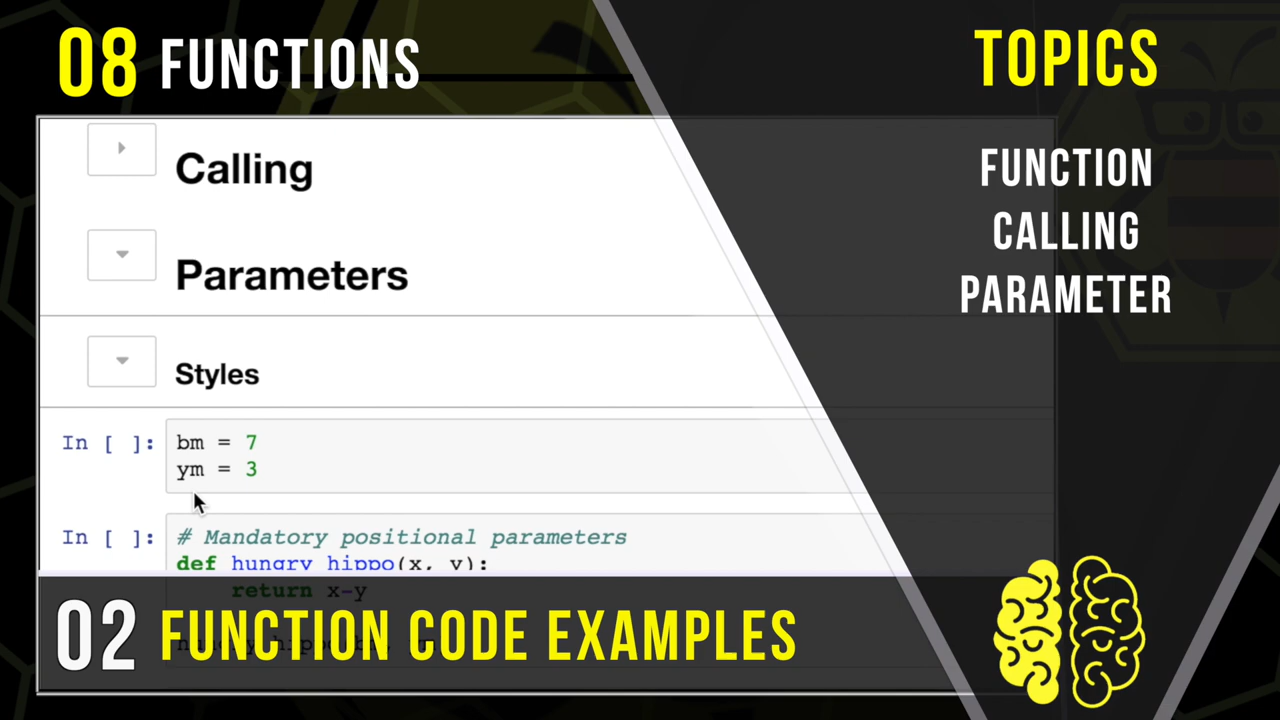 08 FUNCTIONS
TOPICS
FUNCTION
CALLING
PARAMETER
Calling
Parameters
Styles
In [ ]: bm = 7
ym = 3
In [ ]: # Mandatory positional parameters
def hungry_hippo(x, y):
return x-y
02 FUNCTION CODE EXAMPLES